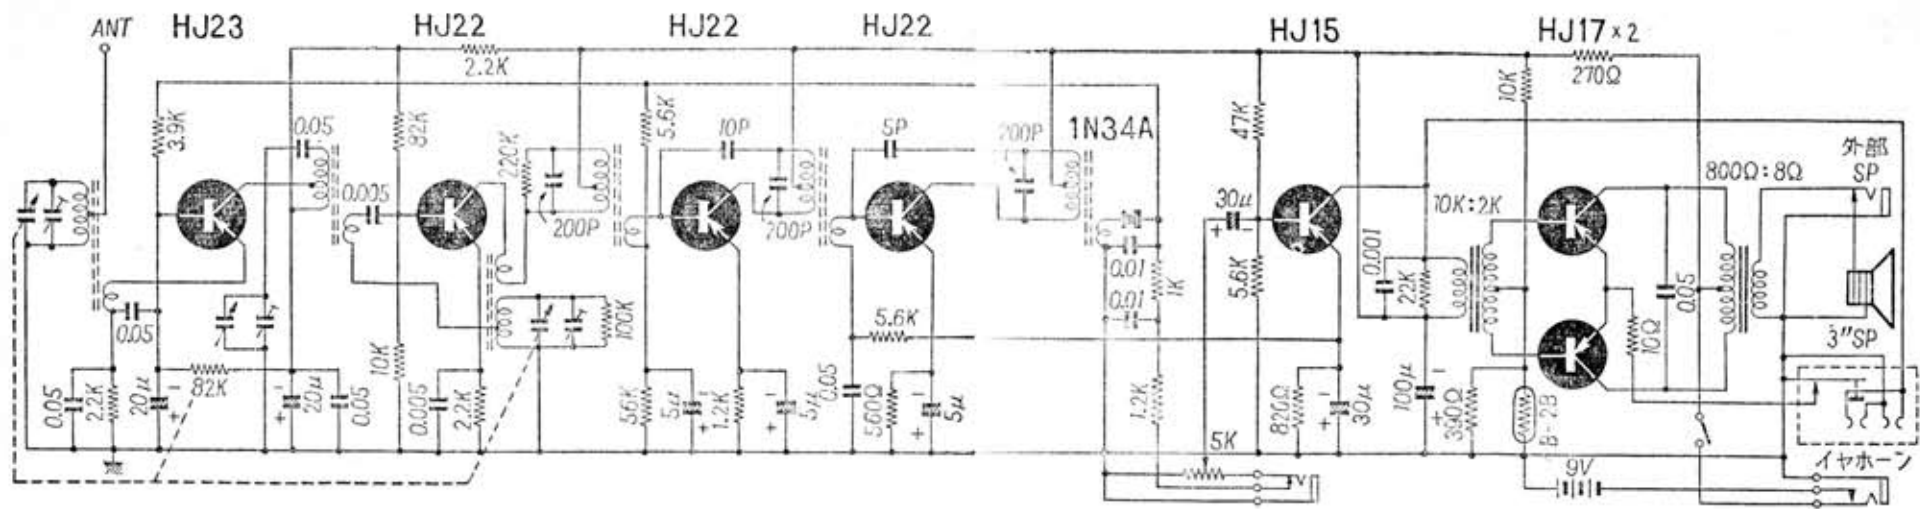 ANT
HJ23
HJ22
HJ22
HJ22
HJ15
HJ17×2
2.2K
270Ω
3.9K
0.05
82K
220K
5.6K
10P
5P
200P
1N34A
47K
10K
外部
SP
800Ω:8Ω
0.005
30μ
+ -
10K:2K
200P
200P
0.01
0.01
1K
5.6K
0.001
22K
0.05
0.05
100K
5.6K
10Ω
3"SP
0.05
2.2K
20μ
82K
20μ
0.05
10K
0.005
2.2K
5.6K
5μ
1.2K
5μ
0.05
560Ω
5μ
1.2K
5K
820Ω
30μ
100μ
390Ω
B-2B
9V
イヤホーン